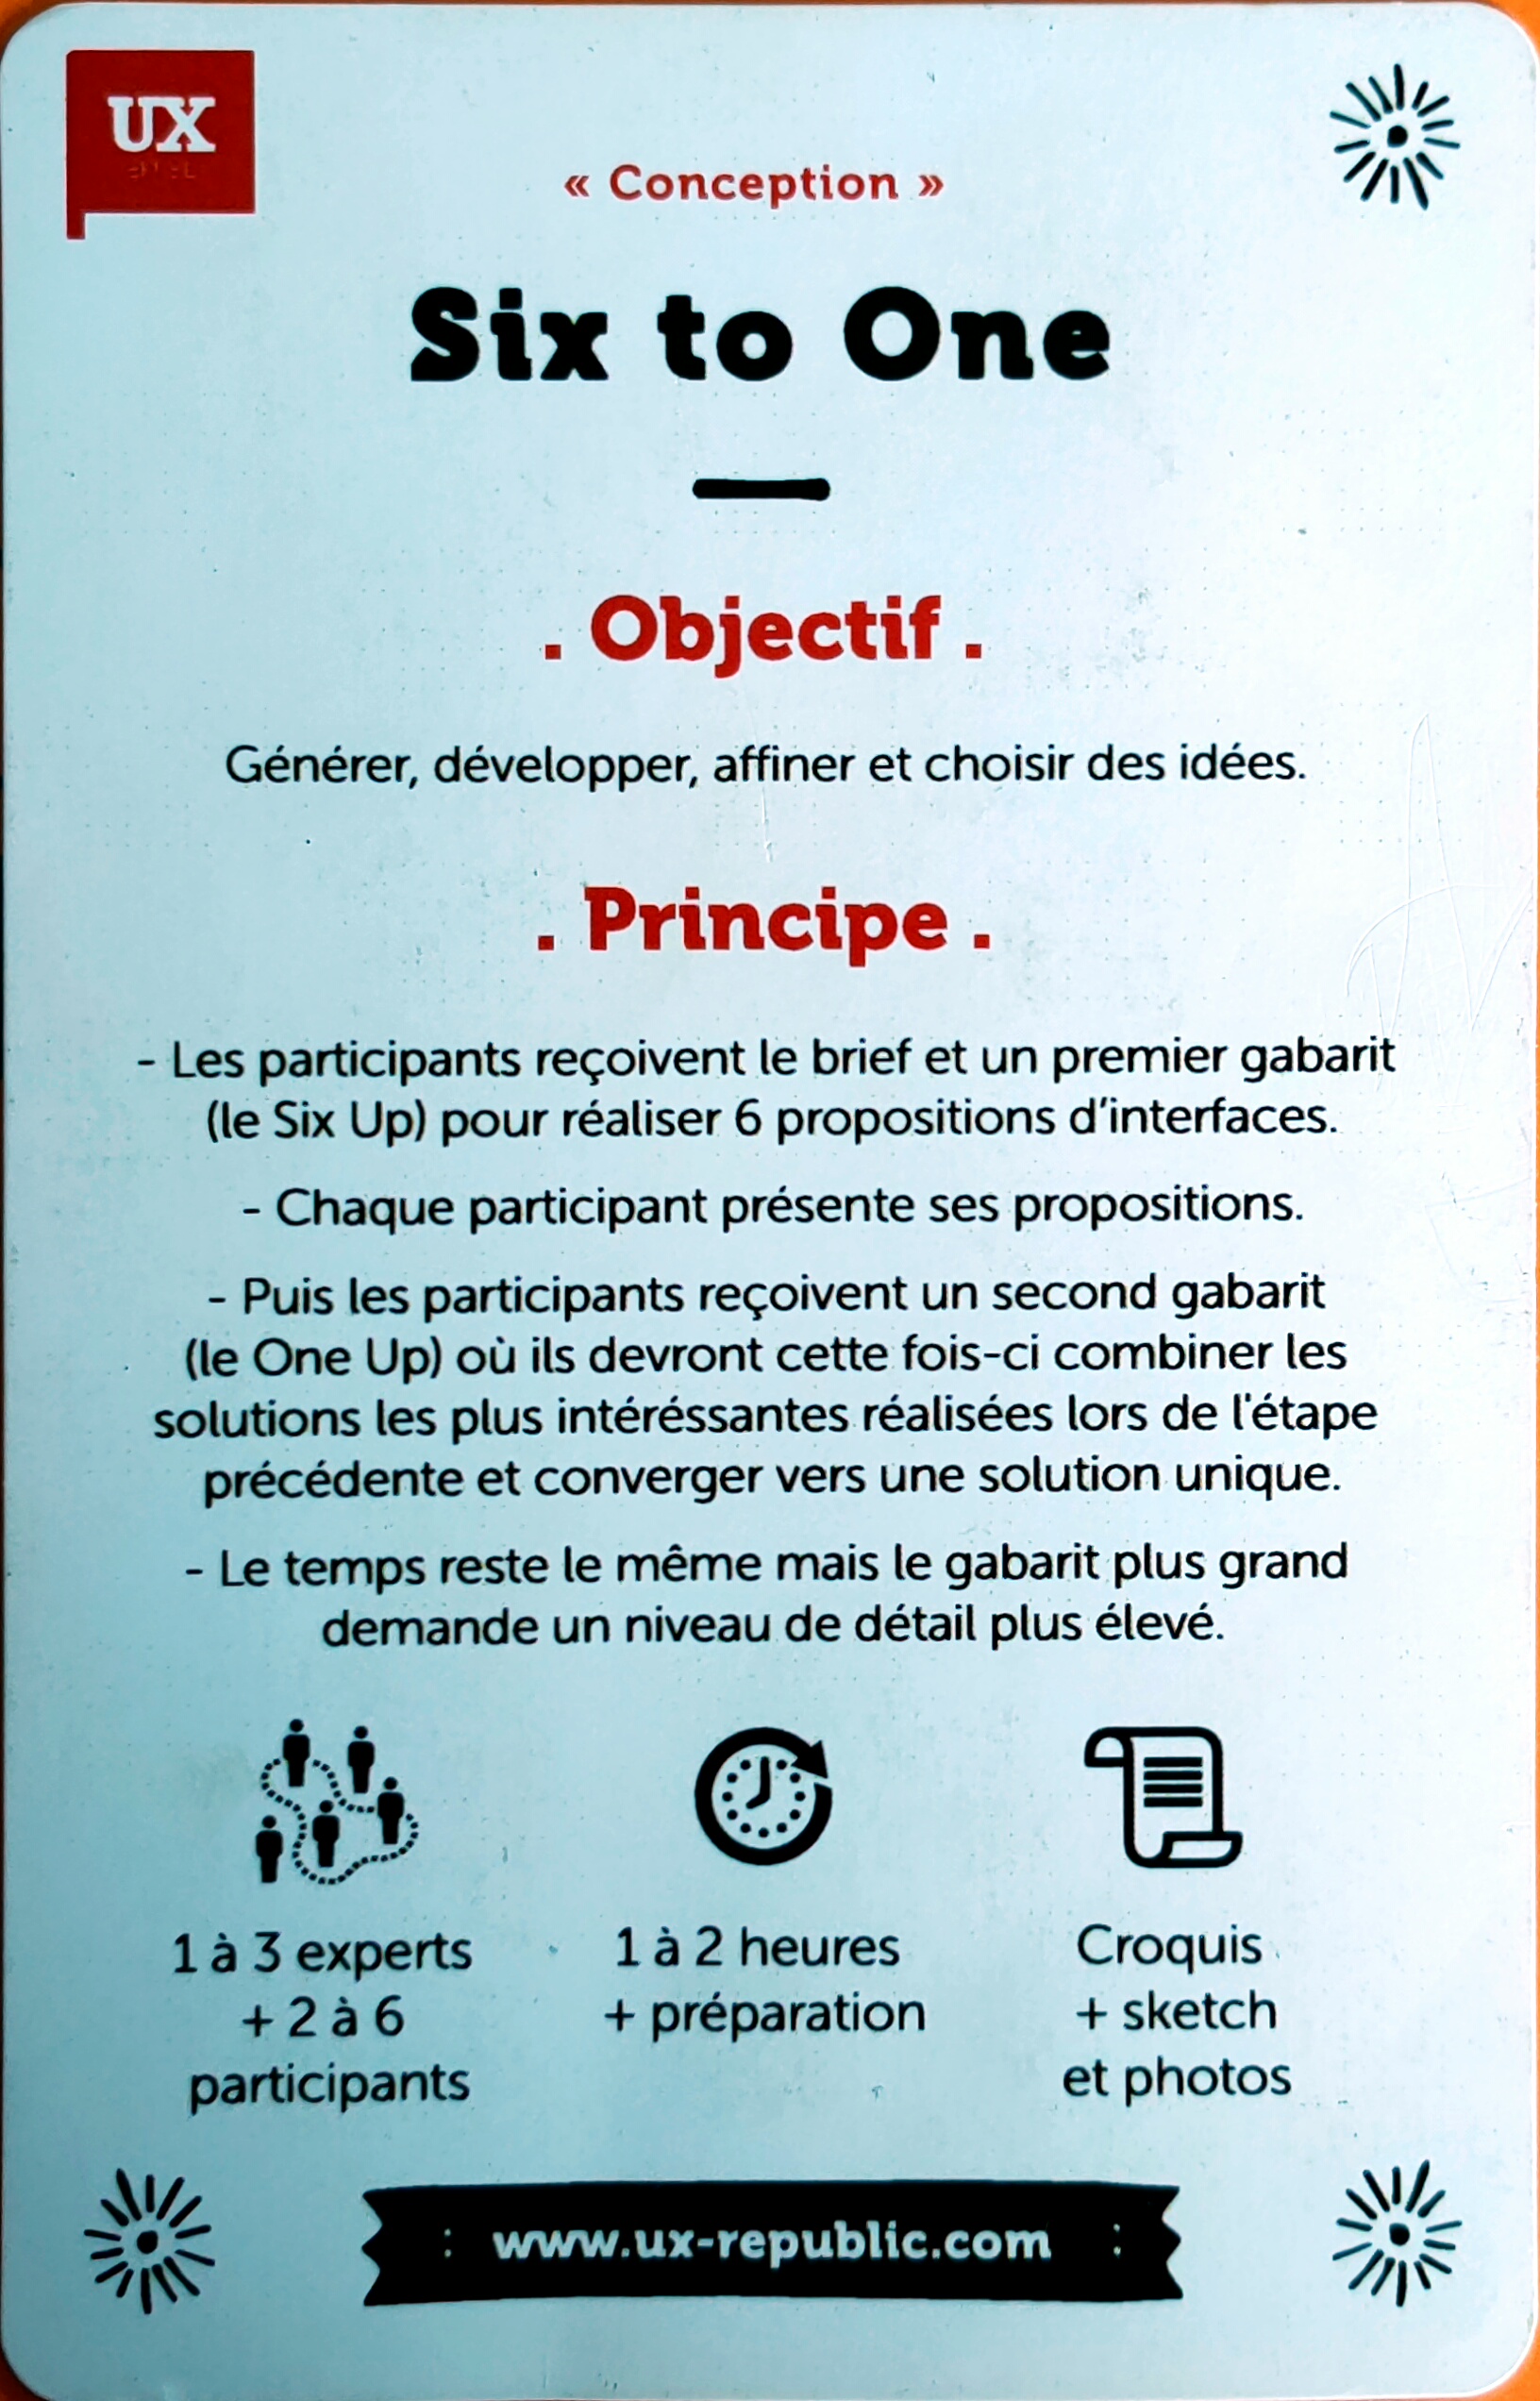 UX
« Conception »
Six to One
. Objectif .
Générer, développer, affiner et choisir des idées.
. Principe .
- Les participants reçoivent le brief et un premier gabarit
(le Six Up) pour réaliser 6 propositions d'interfaces.
- Chaque participant présente ses propositions.
- Puis les participants reçoivent un second gabarit
(le One Up) où ils devront cette fois-ci combiner les
solutions les plus intéréssantes réalisées lors de l'étape
précédente et converger vers une solution unique.
- Le temps reste le même mais le gabarit plus grand
demande un niveau de détail plus élevé.
1 à 3 experts
+ 2 à 6
participants
1 à 2 heures
+ préparation
Croquis
+ sketch
et photos
: www.ux-republic.com :